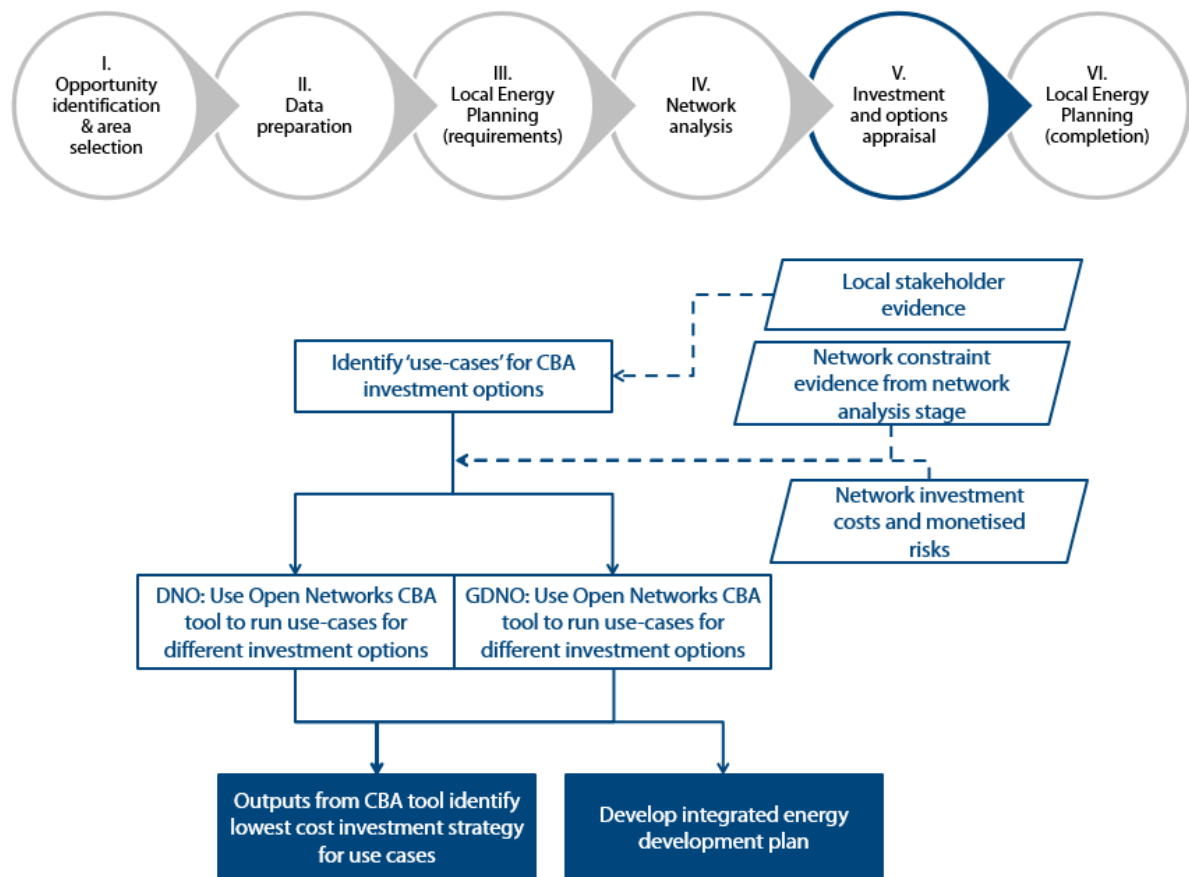 I.
Opportunity
identification
& area
selection
II.
Data
preparation
III.
Local Energy
Planning
(requirements)
IV.
Network
analysis
V.
Investment
and options
appraisal
VI.
Local Energy
Planning
(completion)
Local stakeholder
evidence
Identify ‘use-cases’ for CBA
investment options
Network constraint
evidence from network
analysis stage
Network investment
costs and monetised
risks
DNO: Use Open Networks CBA
tool to run use-cases for
different investment options
GDNO: Use Open Networks CBA
tool to run use-cases for
different investment options
Outputs from CBA tool identify
lowest cost investment strategy
for use cases
Develop integrated energy
development plan